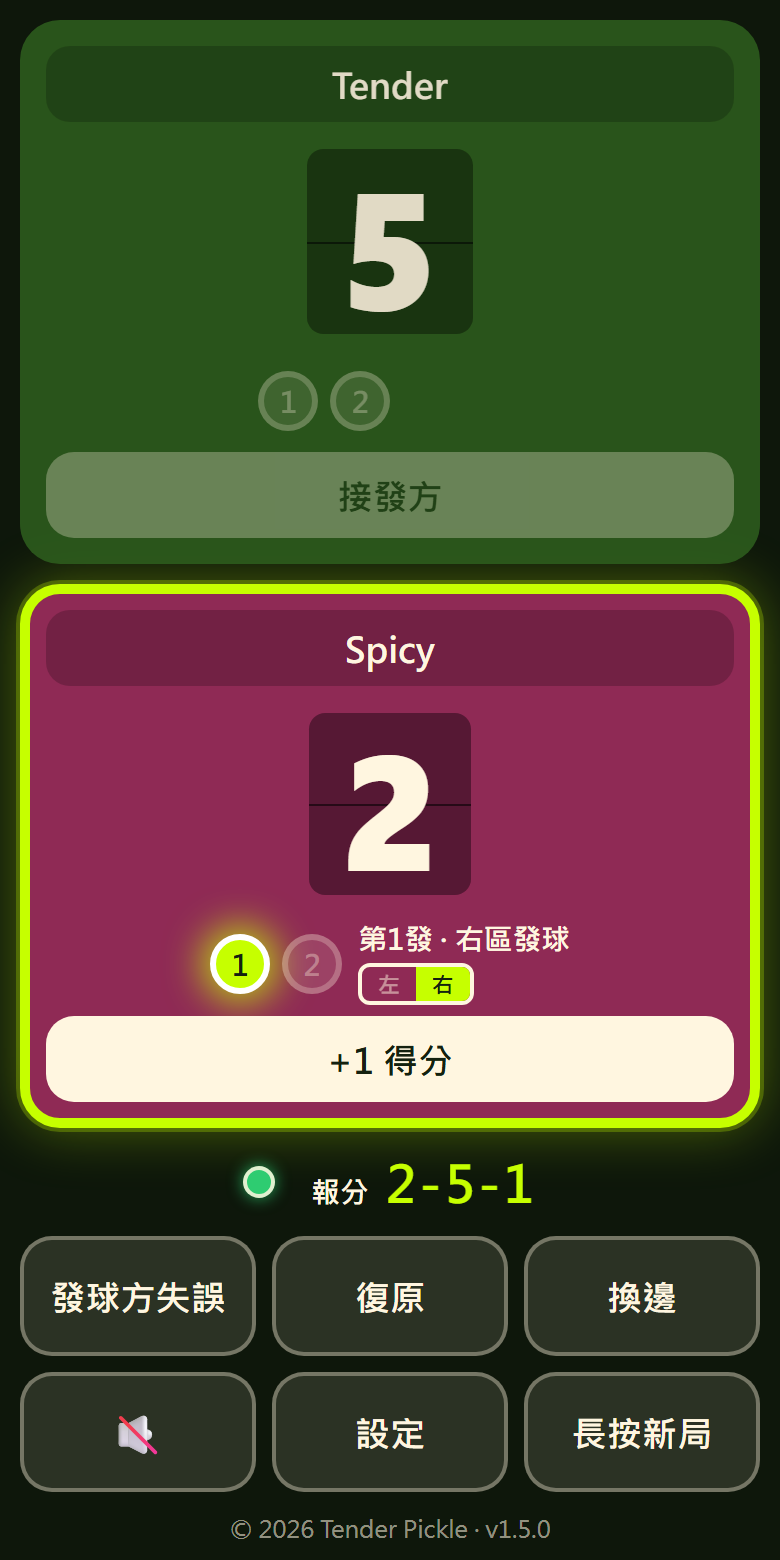 Tender
5
1 2
接發方
Spicy
2
1 2 第1發 · 右區發球
左 右
+1 得分
報分 2-5-1
發球方失誤 復原 換邊
設定 長按新局
© 2026 Tender Pickle · v1.5.0